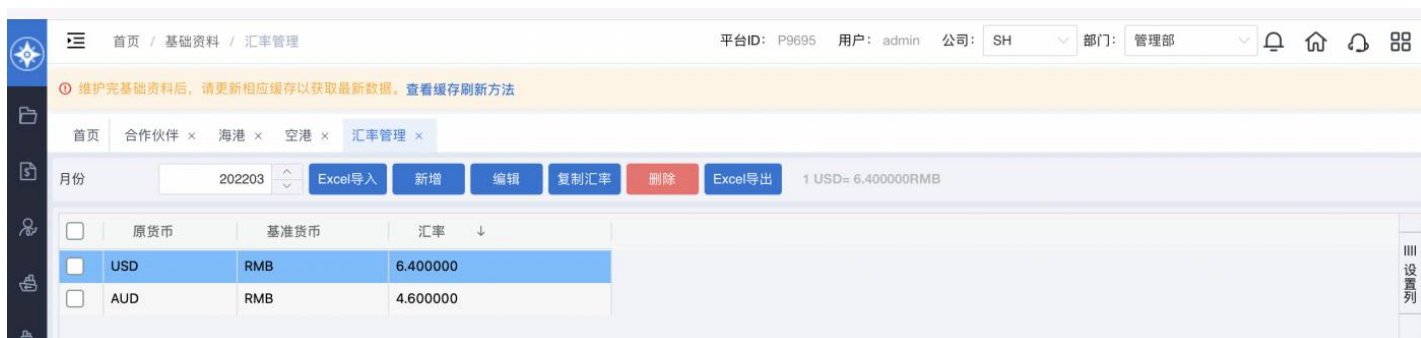 首页 / 基础资料 / 汇率管理 平台ID： P9695 用户： admin 公司： SH 部门： 管理部
维护完基础资料后，请更新相应缓存以获取最新数据。查看缓存刷新方法
首页 合作伙伴 × 海港 × 空港 × 汇率管理 ×
月份 202203 Excel导入 新增 编辑 复制汇率 删除 Excel导出 1 USD= 6.400000RMB
原货币 基准货币 汇率 ↓
USD RMB 6.400000
AUD RMB 4.600000
设置列